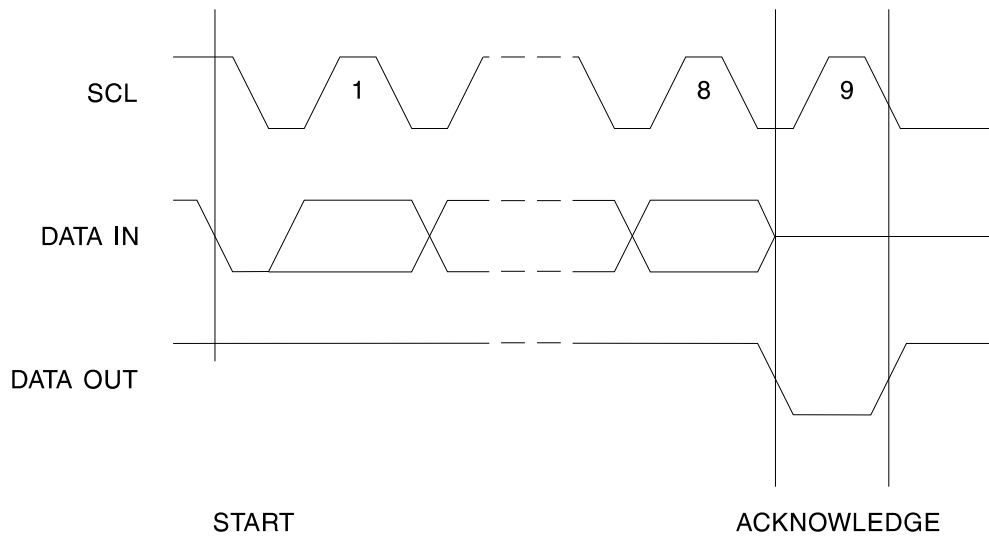 SCL
1
8
9
DATA IN
DATA OUT
START
ACKNOWLEDGE